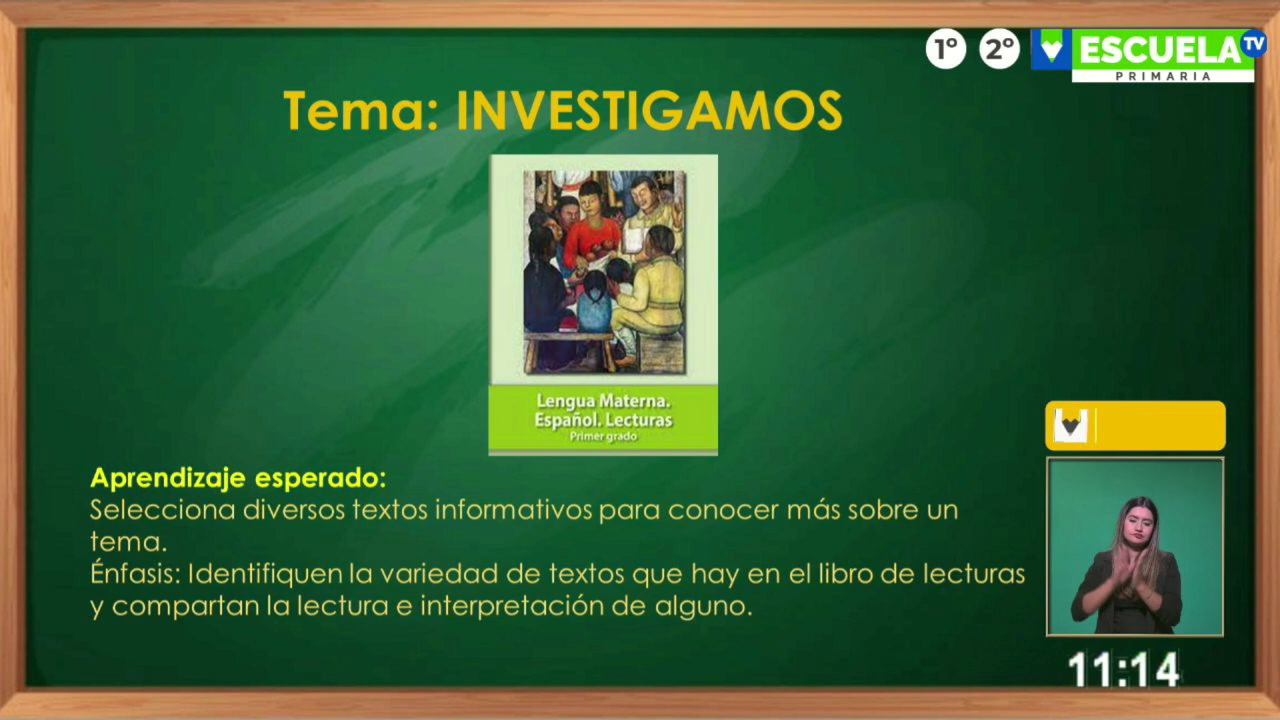 1º 2º ESCUELA TV
PRIMARIA
Tema: INVESTIGAMOS
Lengua Materna.
Español. Lecturas
Primer grado
Aprendizaje esperado:
Selecciona diversos textos informativos para conocer más sobre un
tema.
Énfasis: Identifiquen la variedad de textos que hay en el libro de lecturas
y compartan la lectura e interpretación de alguno.
11:14